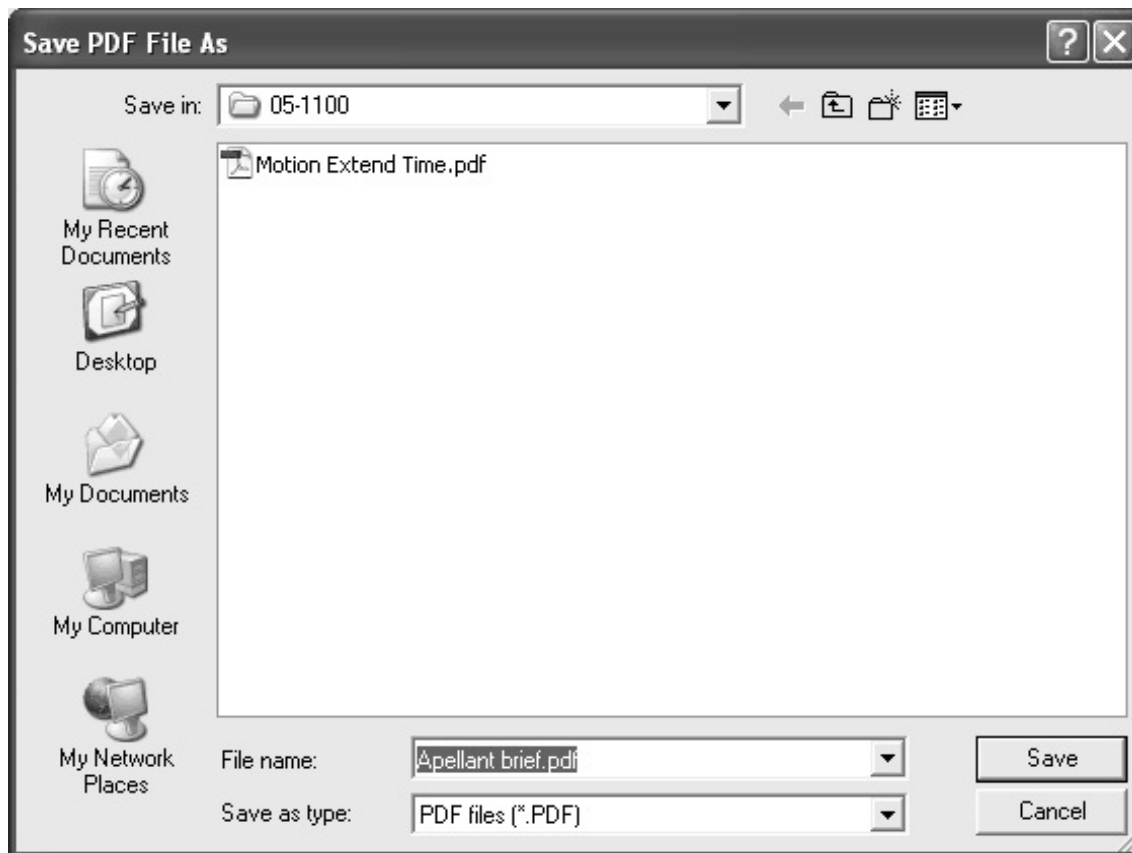 Save PDF File As
Save in:
05-1100
Motion Extend Time.pdf
My Recent
Documents
Desktop
My Documents
My Computer
My Network
Places
File name:
Apellant brief.pdf
Save
Save as type:
PDF files (*.PDF)
Cancel